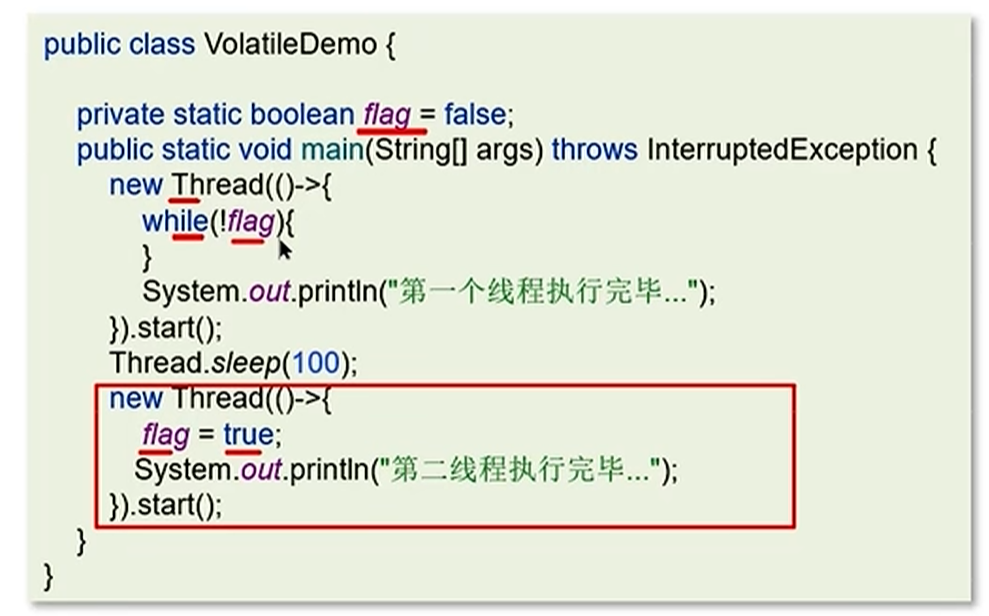 public class VolatileDemo {
private static boolean flag = false;
public static void main(String[] args) throws InterruptedException {
new Thread(()->{
while(!flag){
}
System.out.println("第一个线程执行完毕...");
}).start();
Thread.sleep(100);
new Thread(()->{
flag = true;
System.out.println("第二线程执行完毕...");
}).start();
}
}